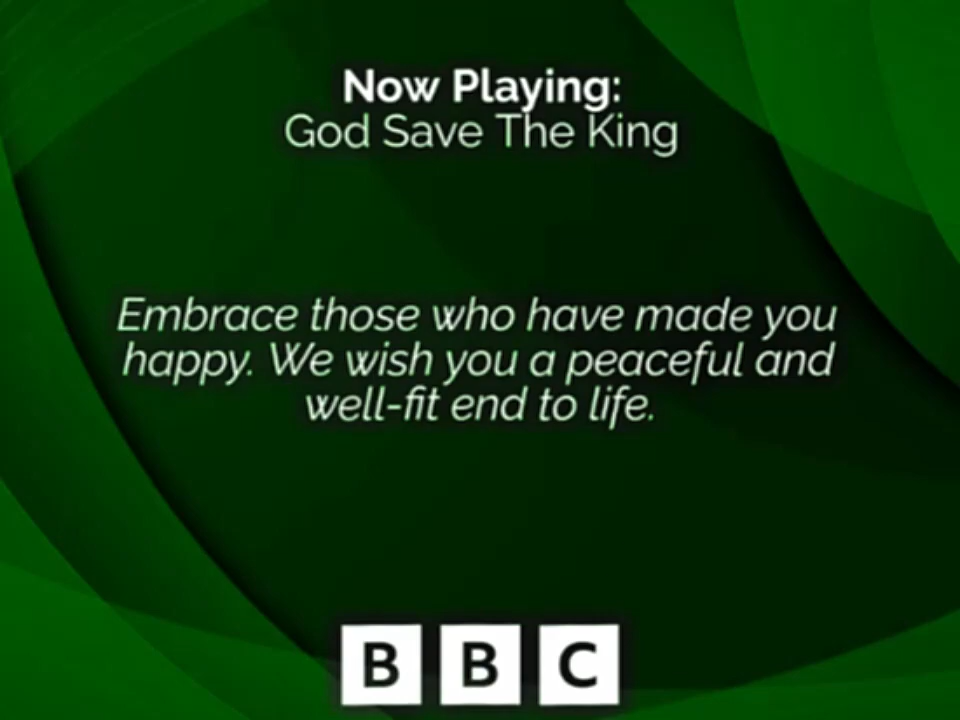 Now Playing:
God Save The King
Embrace those who have made you
happy. We wish you a peaceful and
well-fit end to life.
BBC